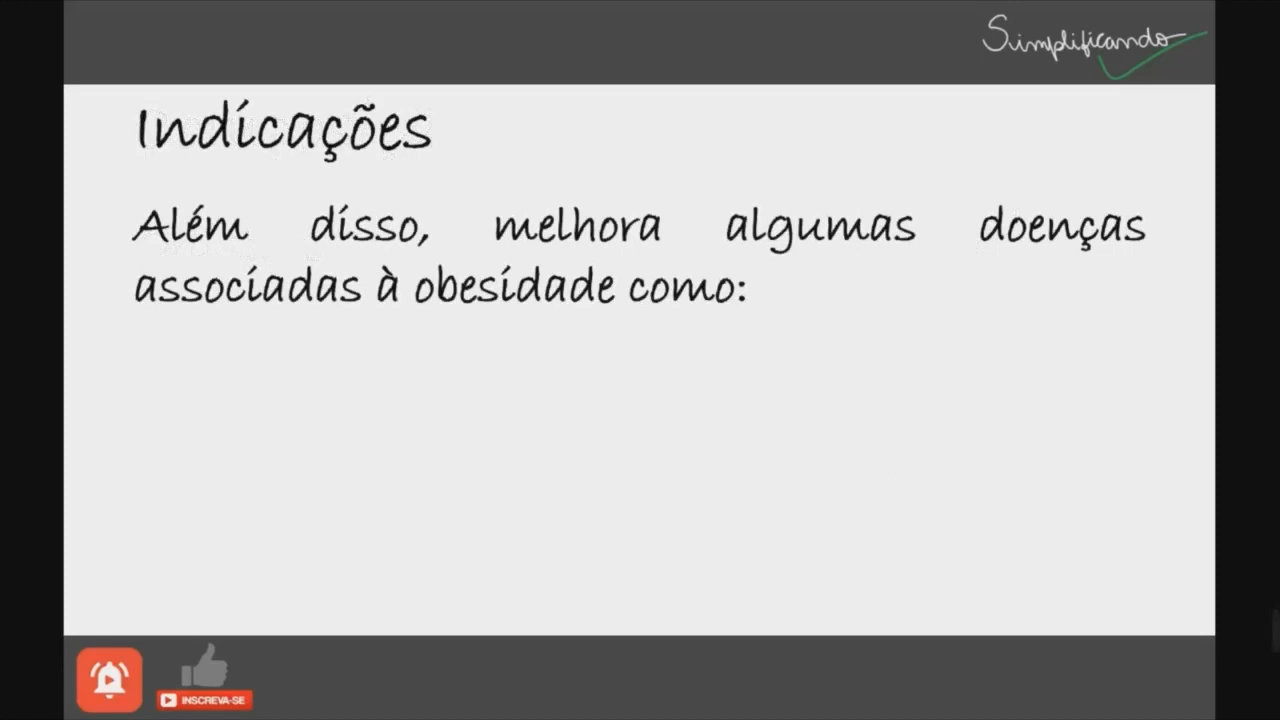 Simplificando
Indicações
Além disso, melhora algumas doenças
associadas à obesidade como:
INSCREVA-SE